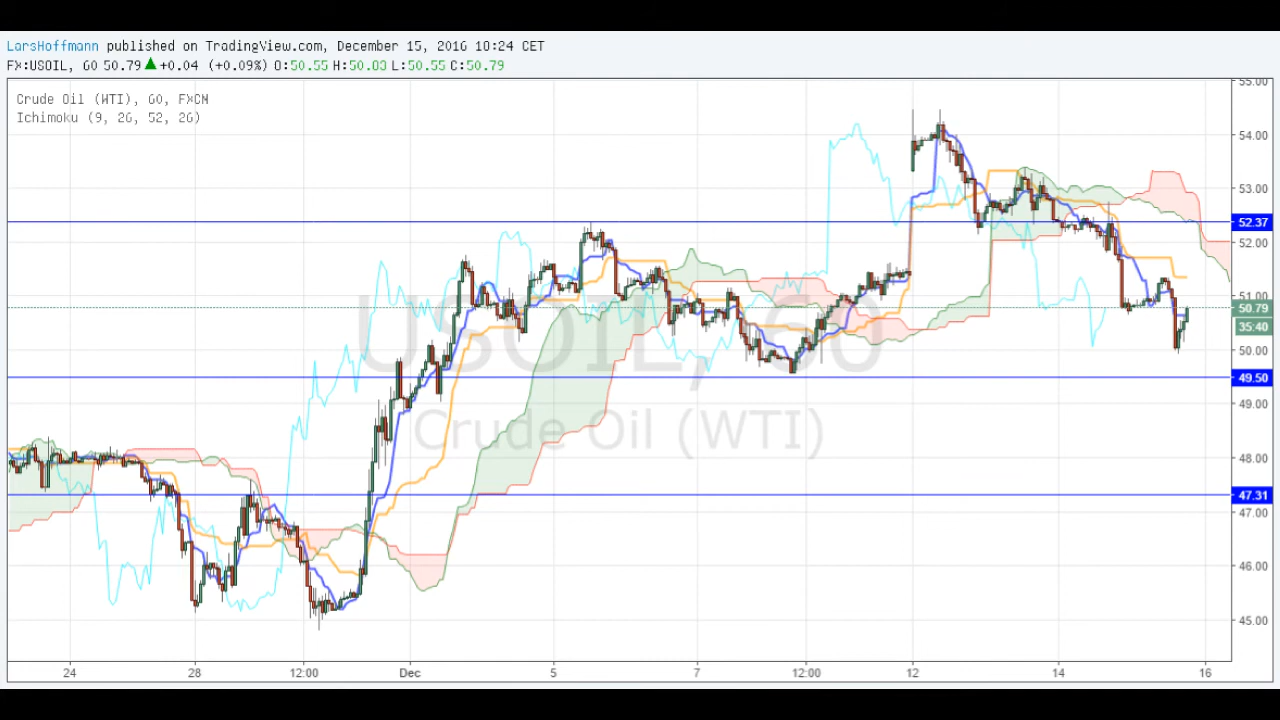 LarsHoffmann published on TradingView.com, December 15, 2016 10:24 CET
FX:USOIL, 60 50.79 ▲ +0.04 (+0.09%) O:50.55 H:50.83 L:50.55 C:50.79
Crude Oil (WTI), 60, FXCM
Ichimoku (9, 26, 52, 26)
USOIL, 60
Crude Oil (WTI)
55.00
54.00
53.00
52.37
52.00
51.00
50.79
35:40
50.00
49.50
49.00
48.00
47.31
47.00
46.00
45.00
24 28 12:00 Dec 5 7 12:00 12 14 16